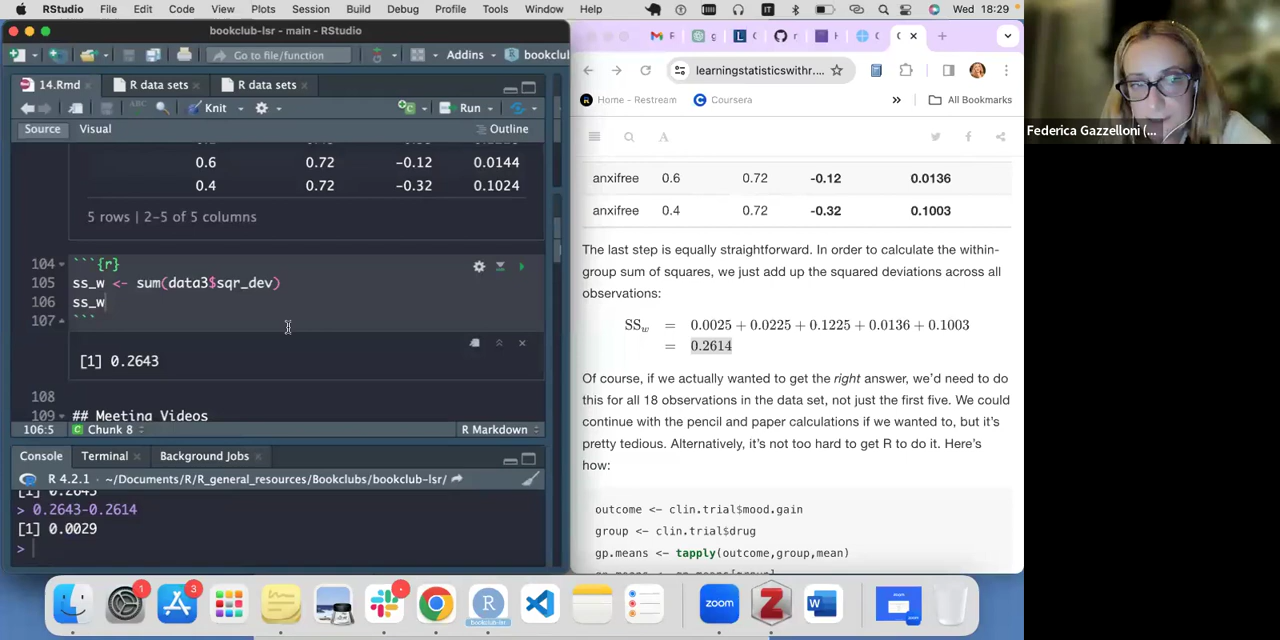 RStudio File Edit Code View Plots Session Build Debug Profile Tools Window Help Wed 18:29
bookclub-lsr - main - RStudio
Go to file/function Addins bookclu
14.Rmd R data sets R data sets
Knit Run
Source Visual Outline
0.6 0.72 -0.12 0.0144
0.4 0.72 -0.32 0.1024
5 rows | 2-5 of 5 columns
104 ```{r}
105 ss_w <- sum(data3$sqr_dev)
106 ss_w
107 ```
[1] 0.2643
108
109 ## Meeting Videos
106:5 Chunk 8 R Markdown
Console Terminal Background Jobs
R 4.2.1 · ~/Documents/R/R_general_resources/Bookclubs/bookclub-lsr/
[1] 0.2643
> 0.2643-0.2614
[1] 0.0029
>
learningstatisticswithr....
Home - Restream Coursera » All Bookmarks
A
anxifree 0.6 0.72 -0.12 0.0136
anxifree 0.4 0.72 -0.32 0.1003
The last step is equally straightforward. In order to calculate the within-
group sum of squares, we just add up the squared deviations across all
observations:
SSw = 0.0025 + 0.0225 + 0.1225 + 0.0136 + 0.1003
= 0.2614
Of course, if we actually wanted to get the right answer, we'd need to do
this for all 18 observations in the data set, not just the first five. We could
continue with the pencil and paper calculations if we wanted to, but it's
pretty tedious. Alternatively, it's not too hard to get R to do it. Here's
how:
outcome <- clin.trial$mood.gain
group <- clin.trial$drug
gp.means <- tapply(outcome,group,mean)
Federica Gazzelloni (...
1
3
zoom
Bookclub-lsr